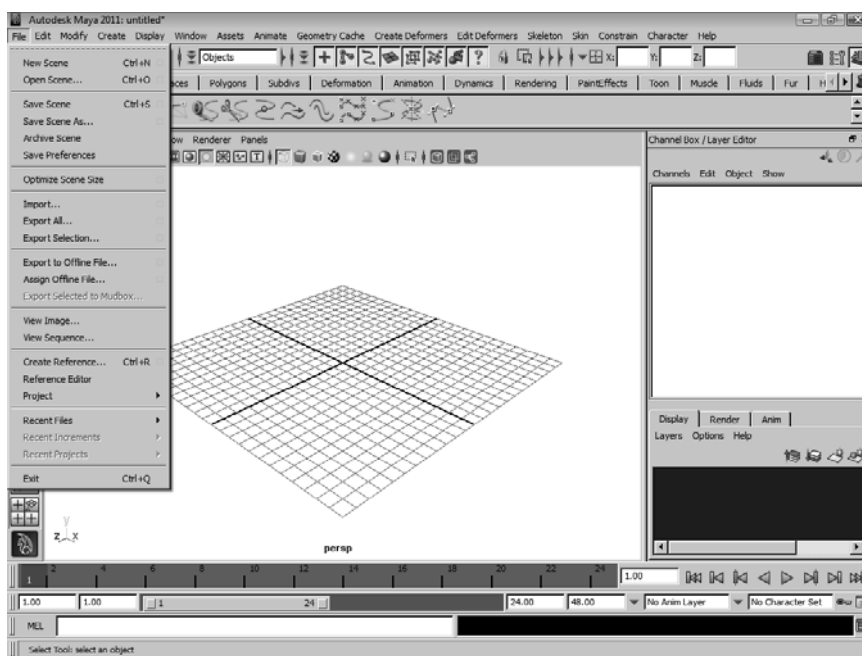 Autodesk Maya 2011: untitled*
File Edit Modify Create Display Window Assets Animate Geometry Cache Create Deformers Edit Deformers Skeleton Skin Constrain Character Help
Objects X: Y: Z:
aces Polygons Subdivs Deformation Animation Dynamics Rendering PaintEffects Toon Muscle Fluids Fur H
New Scene Ctrl+N
Open Scene... Ctrl+O
Save Scene Ctrl+S
Save Scene As...
Archive Scene
Save Preferences
Optimize Scene Size
Import...
Export All...
Export Selection...
Export to Offline File...
Assign Offline File...
Export Selected to Mudbox...
View Image...
View Sequence...
Create Reference... Ctrl+R
Reference Editor
Project
Recent Files
Recent Increments
Recent Projects
Exit Ctrl+Q
ow Renderer Panels
y
z x
persp
Channel Box / Layer Editor
Channels Edit Object Show
Display Render Anim
Layers Options Help
1 2 4 6 8 10 12 14 16 18 20 22 24 1.00
1.00 1.00 1 24 24.00 48.00 No Anim Layer No Character Set
MEL
Select Tool: select an object